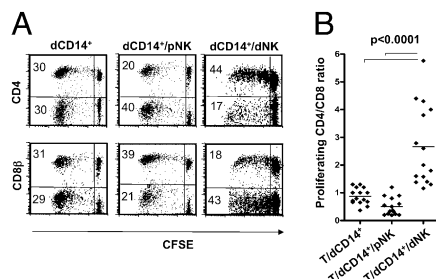 A
dCD14⁺ dCD14⁺/pNK dCD14⁺/dNK
CD4
30 20 44
30 40 17
CD8β
31 39 18
29 21 43
CFSE
B
p<0.0001
Proliferating CD4/CD8 ratio
6
5
4
3
2
1
0
T/dCD14⁺
T/dCD14⁺/pNK
T/dCD14⁺/dNK